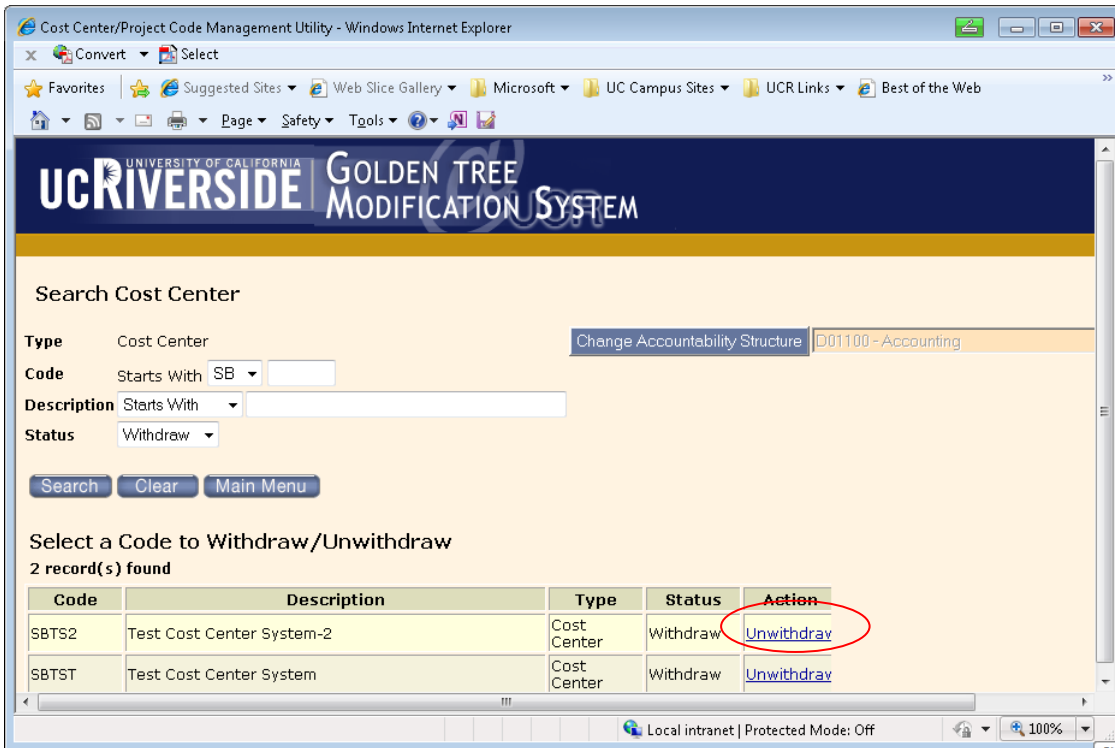 Cost Center/Project Code Management Utility - Windows Internet Explorer
x Convert Select
Favorites Suggested Sites Web Slice Gallery Microsoft UC Campus Sites UCR Links Best of the Web »
Page Safety Tools
UNIVERSITY OF CALIFORNIA
UCRIVERSIDE GOLDEN TREE
MODIFICATION SYSTEM
@UCR
Search Cost Center
Type Cost Center Change Accountability Structure D01100 - Accounting
Code Starts With SB
Description Starts With
Status Withdraw
Search Clear Main Menu
Select a Code to Withdraw/Unwithdraw
2 record(s) found
Code Description Type Status Action
SBTS2 Test Cost Center System-2 Cost Center Withdraw Unwithdrav
SBTST Test Cost Center System Cost Center Withdraw Unwithdrav
Local intranet | Protected Mode: Off 100%